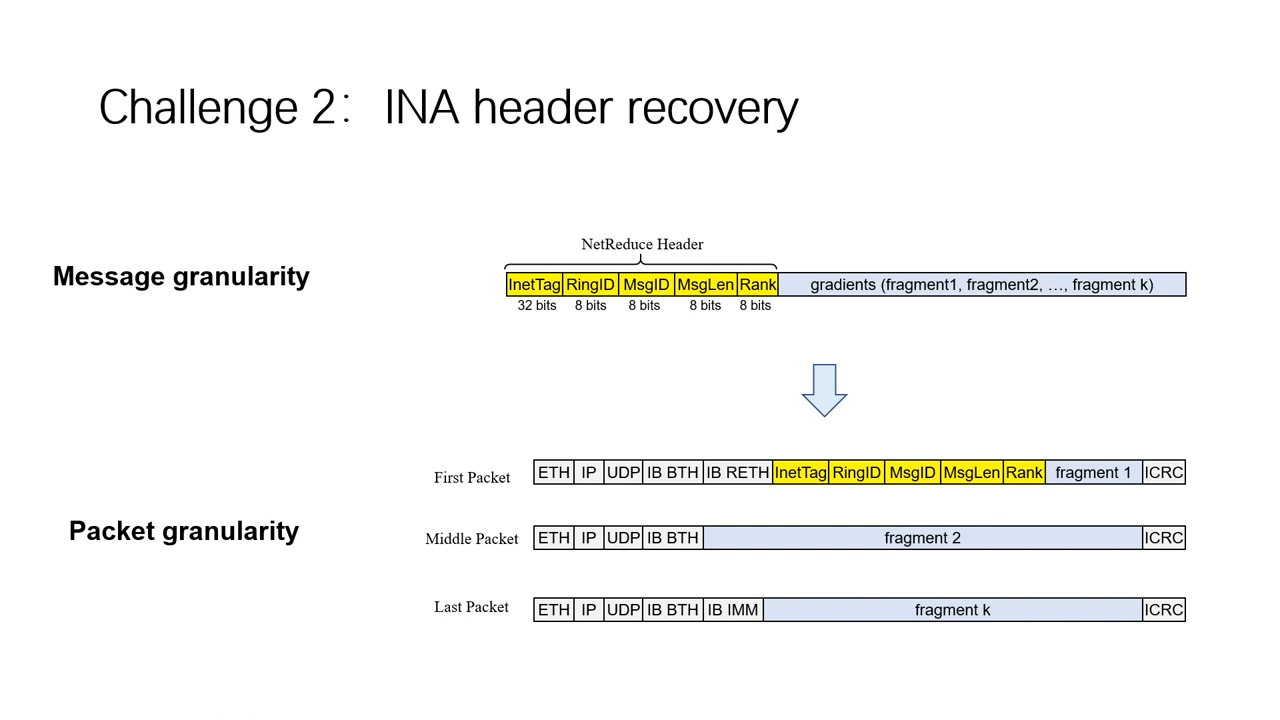 Challenge 2： INA header recovery
NetReduce Header
Message granularity
InetTag RingID MsgID MsgLen Rank gradients (fragment1, fragment2, …, fragment k)
32 bits 8 bits 8 bits 8 bits 8 bits
First Packet ETH IP UDP IB BTH IB RETH InetTag RingID MsgID MsgLen Rank fragment 1 ICRC
Packet granularity
Middle Packet ETH IP UDP IB BTH fragment 2 ICRC
Last Packet ETH IP UDP IB BTH IB IMM fragment k ICRC